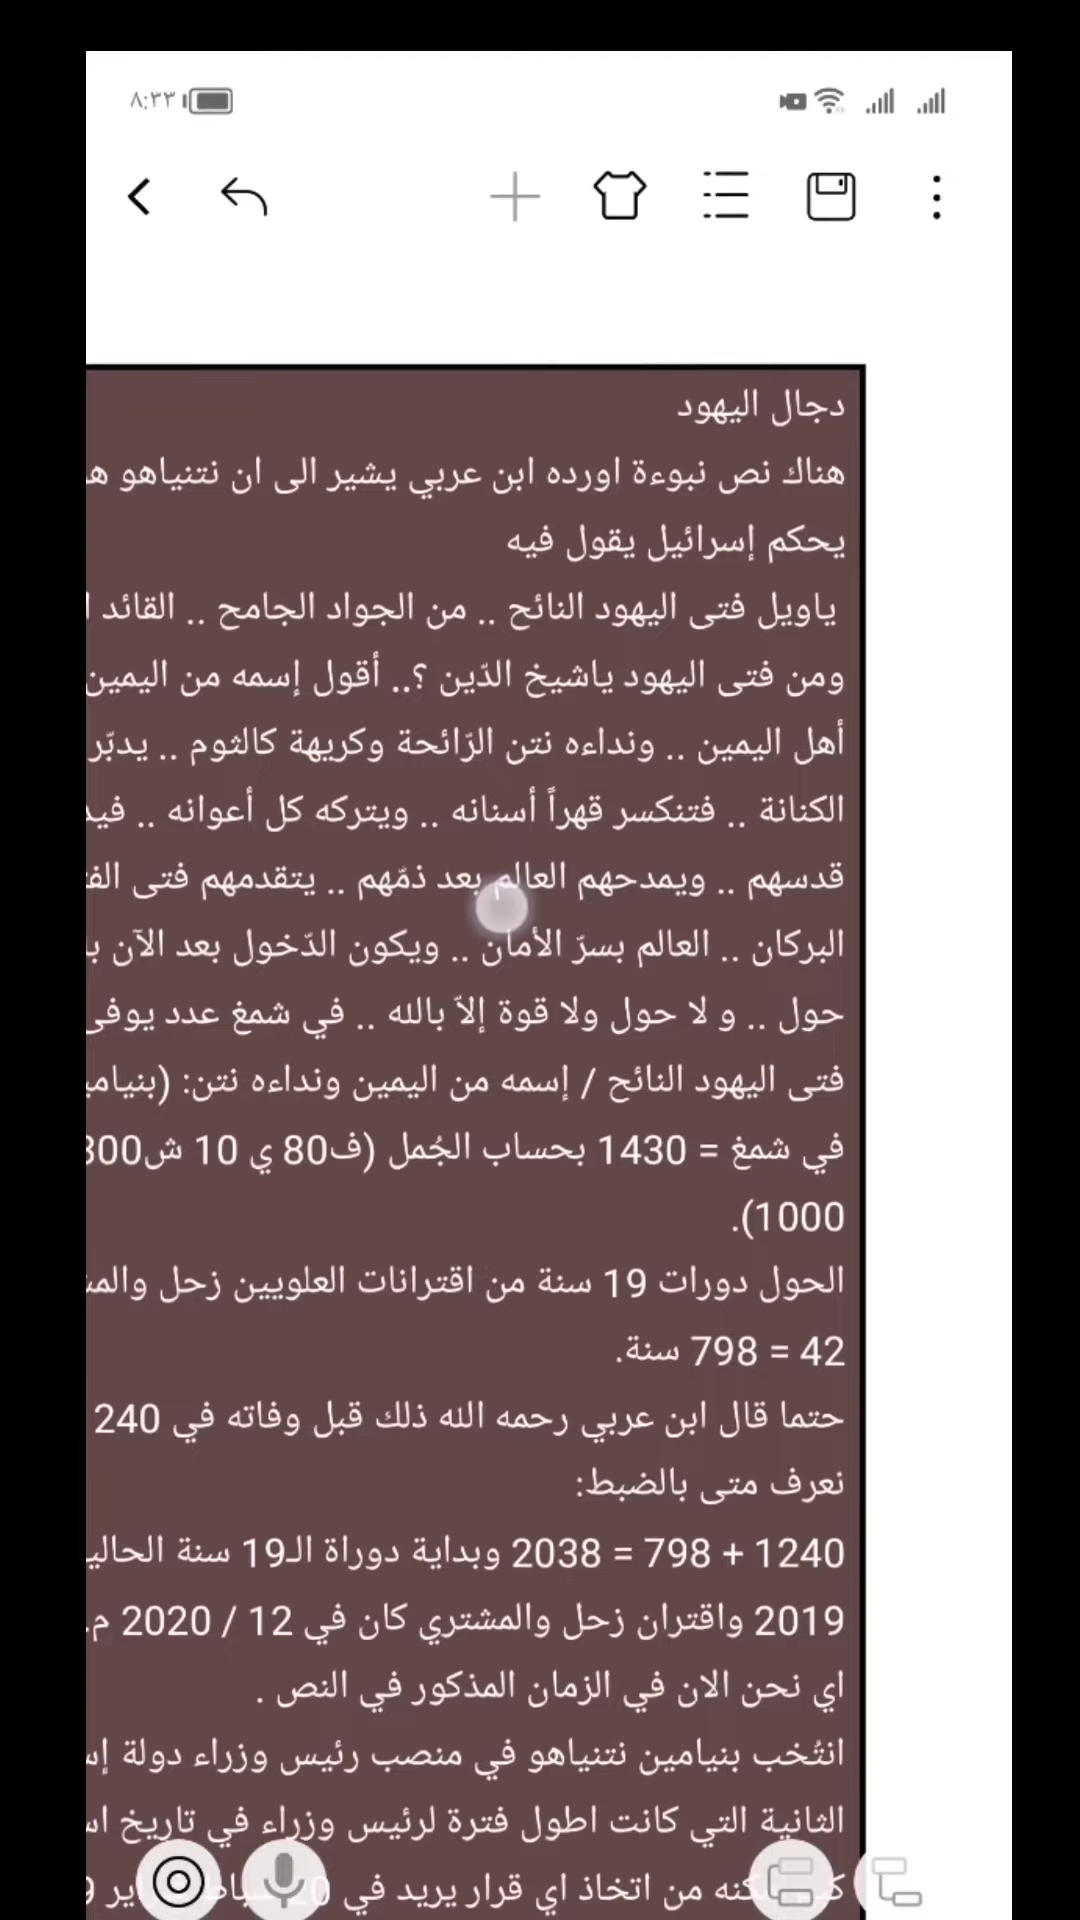 ٨:٣٣
دجال اليهود
هناك نص نبوءة اورده ابن عربي يشير الى ان نتنياهو
يحكم إسرائيل يقول فيه
ياويل فتى اليهود النائح .. من الجواد الجامح .. القائد
ومن فتى اليهود ياشيخ الدّين ؟.. أقول إسمه من اليمين
أهل اليمين .. ونداءه نتن الرّائحة وكريهة كالثوم .. يدبّر
الكنانة .. فتنكسر قهراً أسنانه .. ويتركه كل أعوانه ..
قدسهم .. ويمدحهم العالم بعد ذمّهم .. يتقدمهم فتى
البركان .. العالم بسرّ الأمان .. ويكون الدّخول بعد الآن
حول .. و لا حول ولا قوة إلاّ بالله .. في شمغ عدد يوفى
فتى اليهود النائح / إسمه من اليمين ونداءه نتن:
في شمغ = 1430 بحساب الجُمل (ف80 ي 10 ش300
1000).
الحول دورات 19 سنة من اقترانات العلويين زحل
42 = 798 سنة.
حتما قال ابن عربي رحمه الله ذلك قبل وفاته في 240
نعرف متى بالضبط:
1240 + 798 = 2038 وبداية دوراة الـ19 سنة
2019 واقتران زحل والمشتري كان في 12 / 2020 م.
اي نحن الان في الزمان المذكور في النص .
انتُخب بنيامين نتنياهو في منصب رئيس وزراء دولة
الثانية التي كانت اطول فترة لرئيس وزراء في تاريخ
من اتخاذ اي قرار يريد في 20